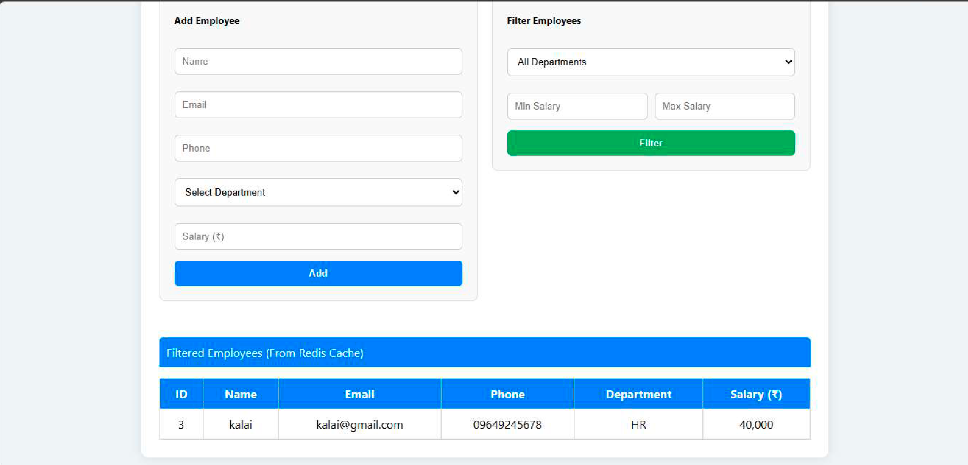 Add Employee
Name
Email
Phone
Select Department
Salary (₹)
Add
Filter Employees
All Departments
Min Salary Max Salary
Filter
Filtered Employees (From Redis Cache)
ID Name Email Phone Department Salary (₹)
3 kalai kalai@gmail.com 09649245678 HR 40,000